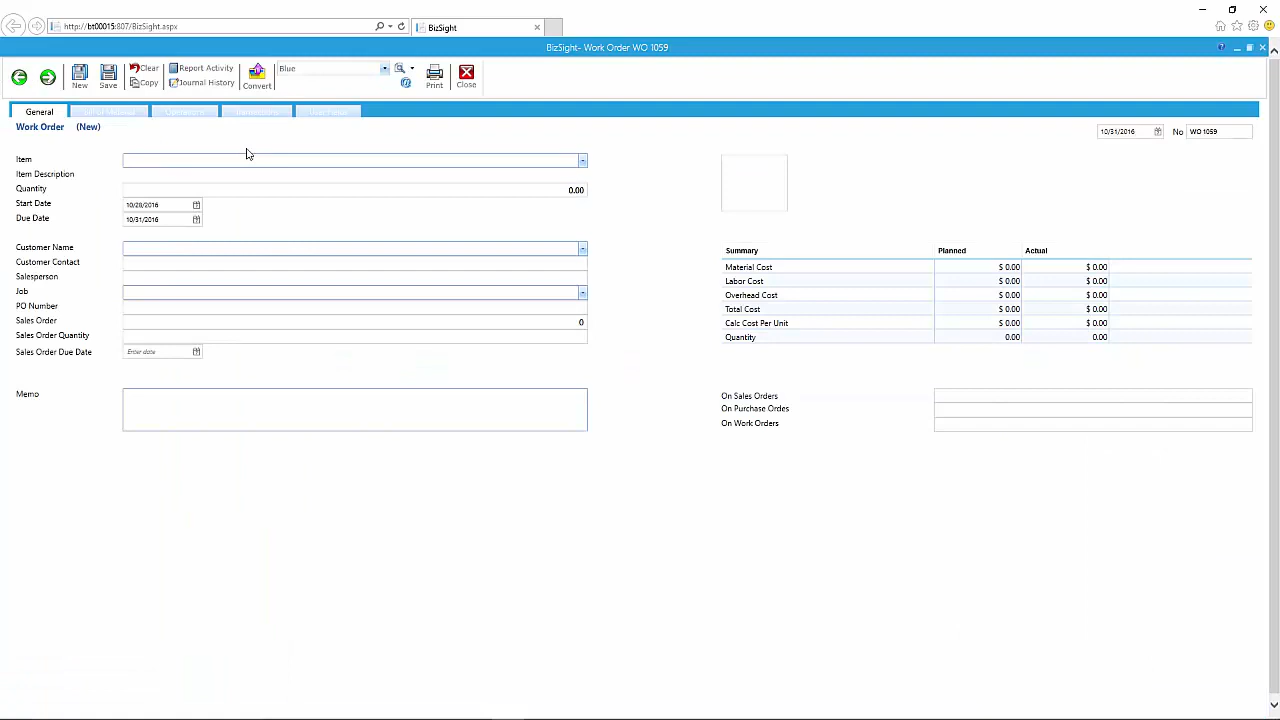 http://bt00015:807/BizSight.aspx
BizSight
BizSight- Work Order WO 1059
New
Save
Clear
Copy
Report Activity
Journal History
Convert
Blue
Print
Close
General
Work Order (New)
10/31/2016 No WO 1059
Item
Item Description
Quantity 0.00
Start Date 10/28/2016
Due Date 10/31/2016
Customer Name
Customer Contact
Salesperson
Job
PO Number
Sales Order 0
Sales Order Quantity
Sales Order Due Date Enter date
Memo
Summary Planned Actual
Material Cost $ 0.00 $ 0.00
Labor Cost $ 0.00 $ 0.00
Overhead Cost $ 0.00 $ 0.00
Total Cost $ 0.00 $ 0.00
Calc Cost Per Unit $ 0.00 $ 0.00
Quantity 0.00 0.00
On Sales Orders
On Purchase Ordes
On Work Orders